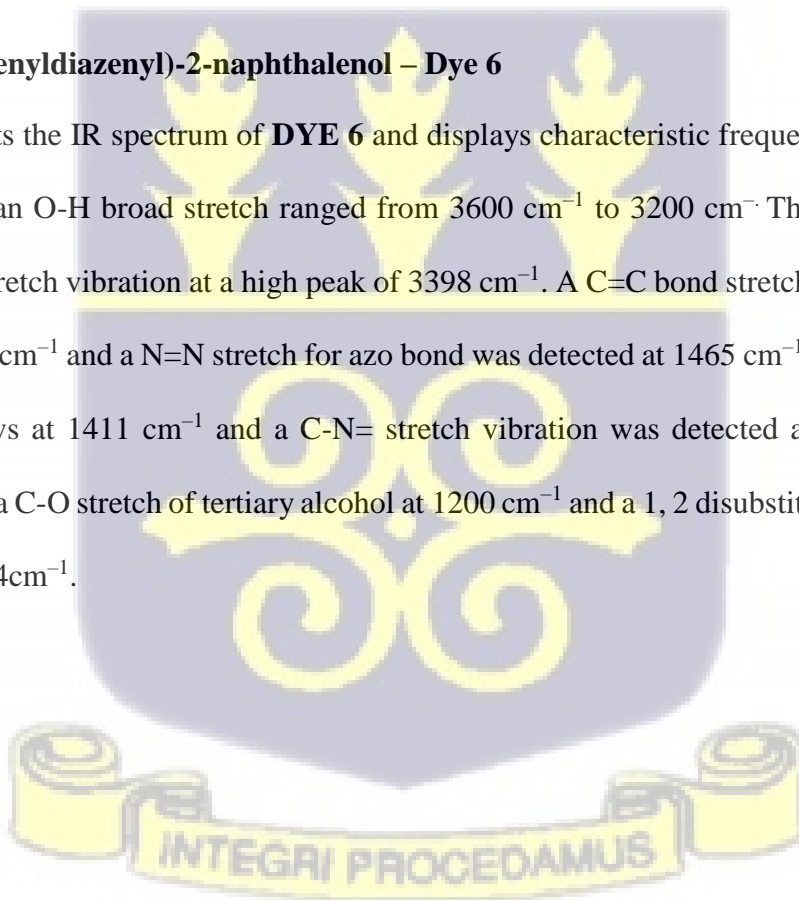 enyldiazenyl)-2-naphthalenol – Dye 6
ts the IR spectrum of DYE 6 and displays characteristic freque
an O-H broad stretch ranged from 3600 cm⁻¹ to 3200 cm⁻· Th
retch vibration at a high peak of 3398 cm⁻¹. A C=C bond stretch
cm⁻¹ and a N=N stretch for azo bond was detected at 1465 cm⁻¹
ys at 1411 cm⁻¹ and a C-N= stretch vibration was detected a
a C-O stretch of tertiary alcohol at 1200 cm⁻¹ and a 1, 2 disubstit
4cm⁻¹.
INTEGRI PROCEDAMUS